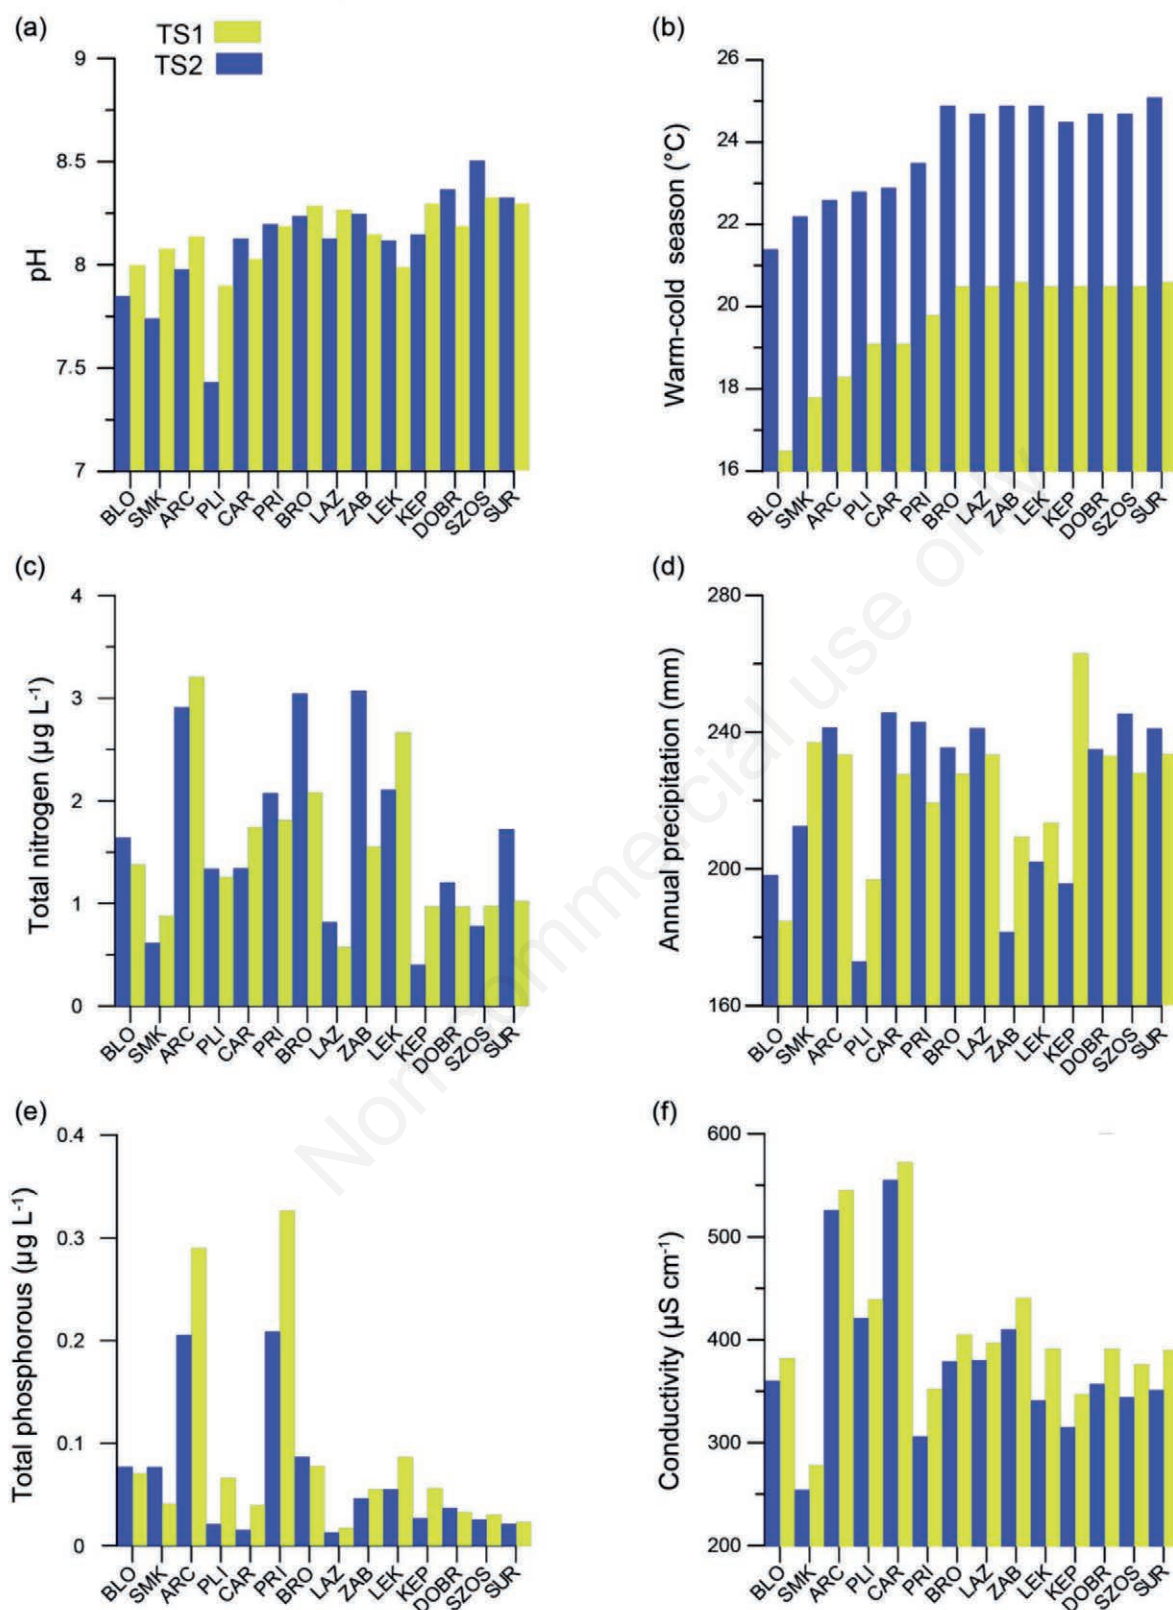 (a)
TS1
TS2
9
8.5
8
7.5
7
pH
BLO
SMK
ARC
PLI
CAR
PRI
BRO
LAZ
ZAB
LEK
KEP
DOBR
SZOS
SUR
(b)
26
24
22
20
18
16
Warm-cold season (°C)
BLO
SMK
ARC
PLI
CAR
PRI
BRO
LAZ
ZAB
LEK
KEP
DOBR
SZOS
SUR
(c)
4
3
2
1
0
Total nitrogen (µg L⁻¹)
BLO
SMK
ARC
PLI
CAR
PRI
BRO
LAZ
ZAB
LEK
KEP
DOBR
SZOS
SUR
(d)
280
240
200
160
Annual precipitation (mm)
BLO
SMK
ARC
PLI
CAR
PRI
BRO
LAZ
ZAB
LEK
KEP
DOBR
SZOS
SUR
(e)
0.4
0.3
0.2
0.1
0
Total phosphorous (µg L⁻¹)
BLO
SMK
ARC
PLI
CAR
PRI
BRO
LAZ
ZAB
LEK
KEP
DOBR
SZOS
SUR
(f)
600
500
400
300
200
Conductivity (µS cm⁻¹)
BLO
SMK
ARC
PLI
CAR
PRI
BRO
LAZ
ZAB
LEK
KEP
DOBR
SZOS
SUR
Non-commercial use only